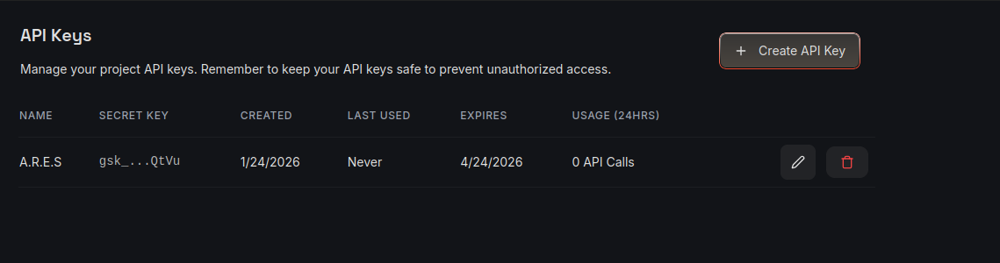 API Keys
Manage your project API keys. Remember to keep your API keys safe to prevent unauthorized access.
+ Create API Key
NAME SECRET KEY CREATED LAST USED EXPIRES USAGE (24HRS)
A.R.E.S gsk_...QtVu 1/24/2026 Never 4/24/2026 0 API Calls